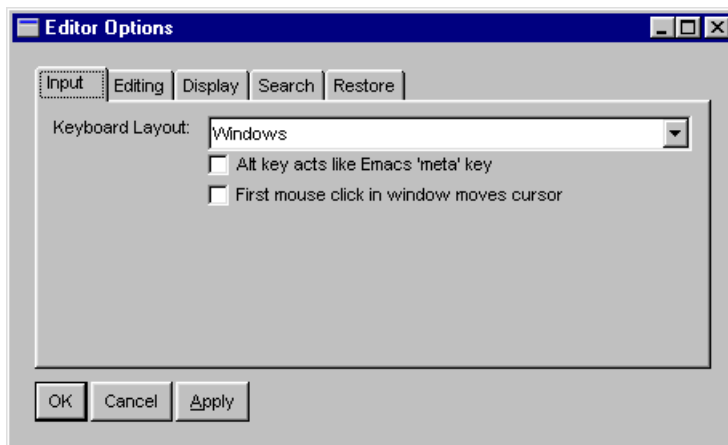 Editor Options
Input Editing Display Search Restore
Keyboard Layout: Windows
Alt key acts like Emacs 'meta' key
First mouse click in window moves cursor
OK Cancel Apply